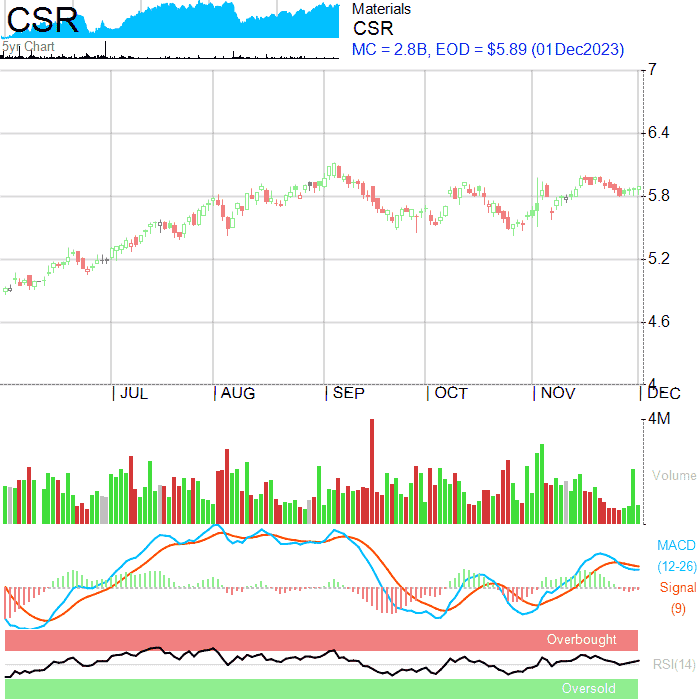 CSR
5yr Chart
Materials
CSR
MC = 2.8B, EOD = $5.89 (01Dec2023)
7
6.4
5.8
5.2
4.6
4
JUL
AUG
SEP
OCT
NOV
DEC
4M
Volume
MACD
(12-26)
Signal
(9)
Overbought
RSI(14)
Oversold